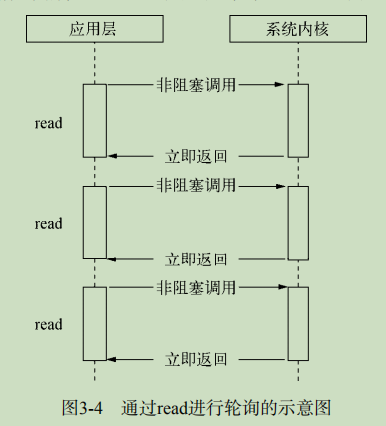 应用层 系统内核
非阻塞调用
read
立即返回
非阻塞调用
read
立即返回
非阻塞调用
read
立即返回
图3-4 通过read进行轮询的示意图